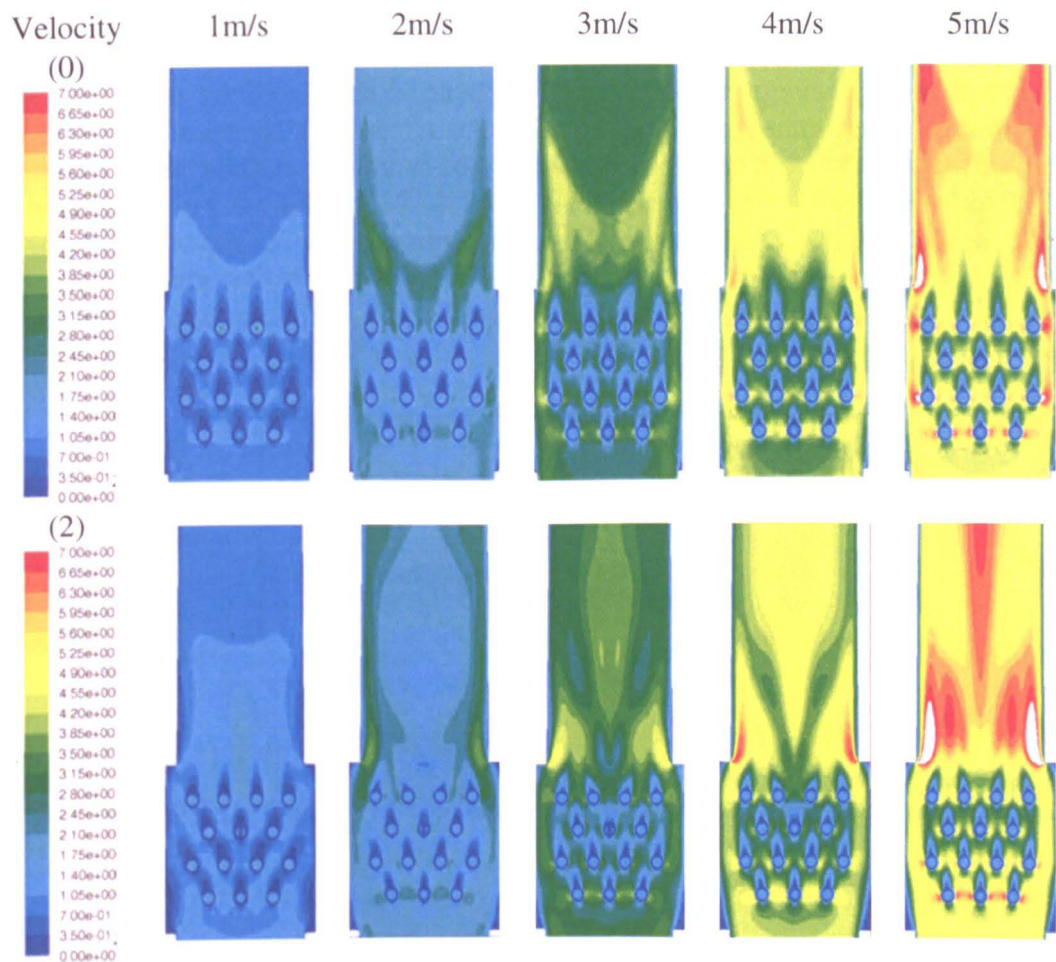 Velocity 1m/s 2m/s 3m/s 4m/s 5m/s
(0)
7.00e+00
6.65e+00
6.30e+00
5.95e+00
5.60e+00
5.25e+00
4.90e+00
4.55e+00
4.20e+00
3.85e+00
3.50e+00
3.15e+00
2.80e+00
2.45e+00
2.10e+00
1.75e+00
1.40e+00
1.05e+00
7.00e-01
3.50e-01
0.00e+00
(2)
7.00e+00
6.65e+00
6.30e+00
5.95e+00
5.60e+00
5.25e+00
4.90e+00
4.55e+00
4.20e+00
3.85e+00
3.50e+00
3.15e+00
2.80e+00
2.45e+00
2.10e+00
1.75e+00
1.40e+00
1.05e+00
7.00e-01
3.50e-01
0.00e+00